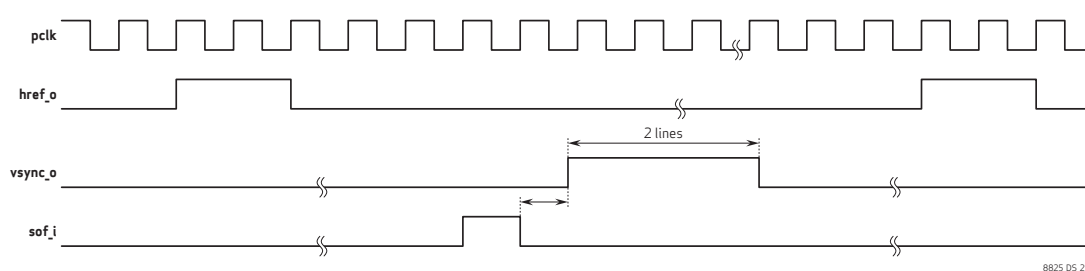 pclk
href_o
2 lines
vsync_o
sof_i
8825 DS 2